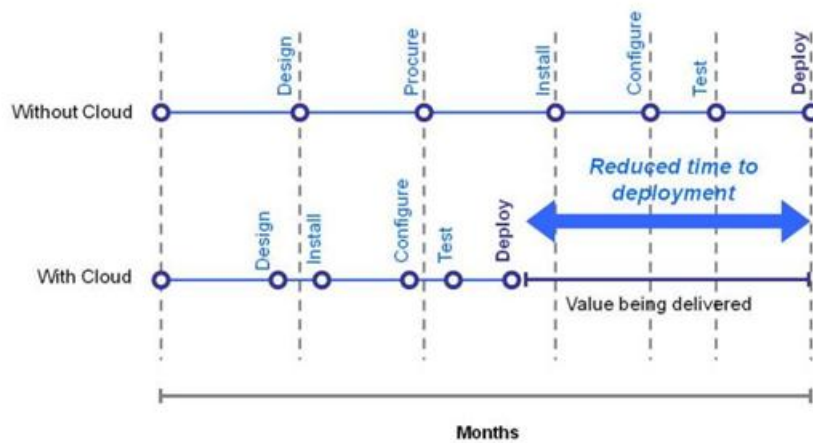 Design
Procure
Install
Configure
Test
Deploy
Without Cloud
Reduced time to
deployment
Design
Install
Configure
Test
Deploy
With Cloud
Value being delivered
Months